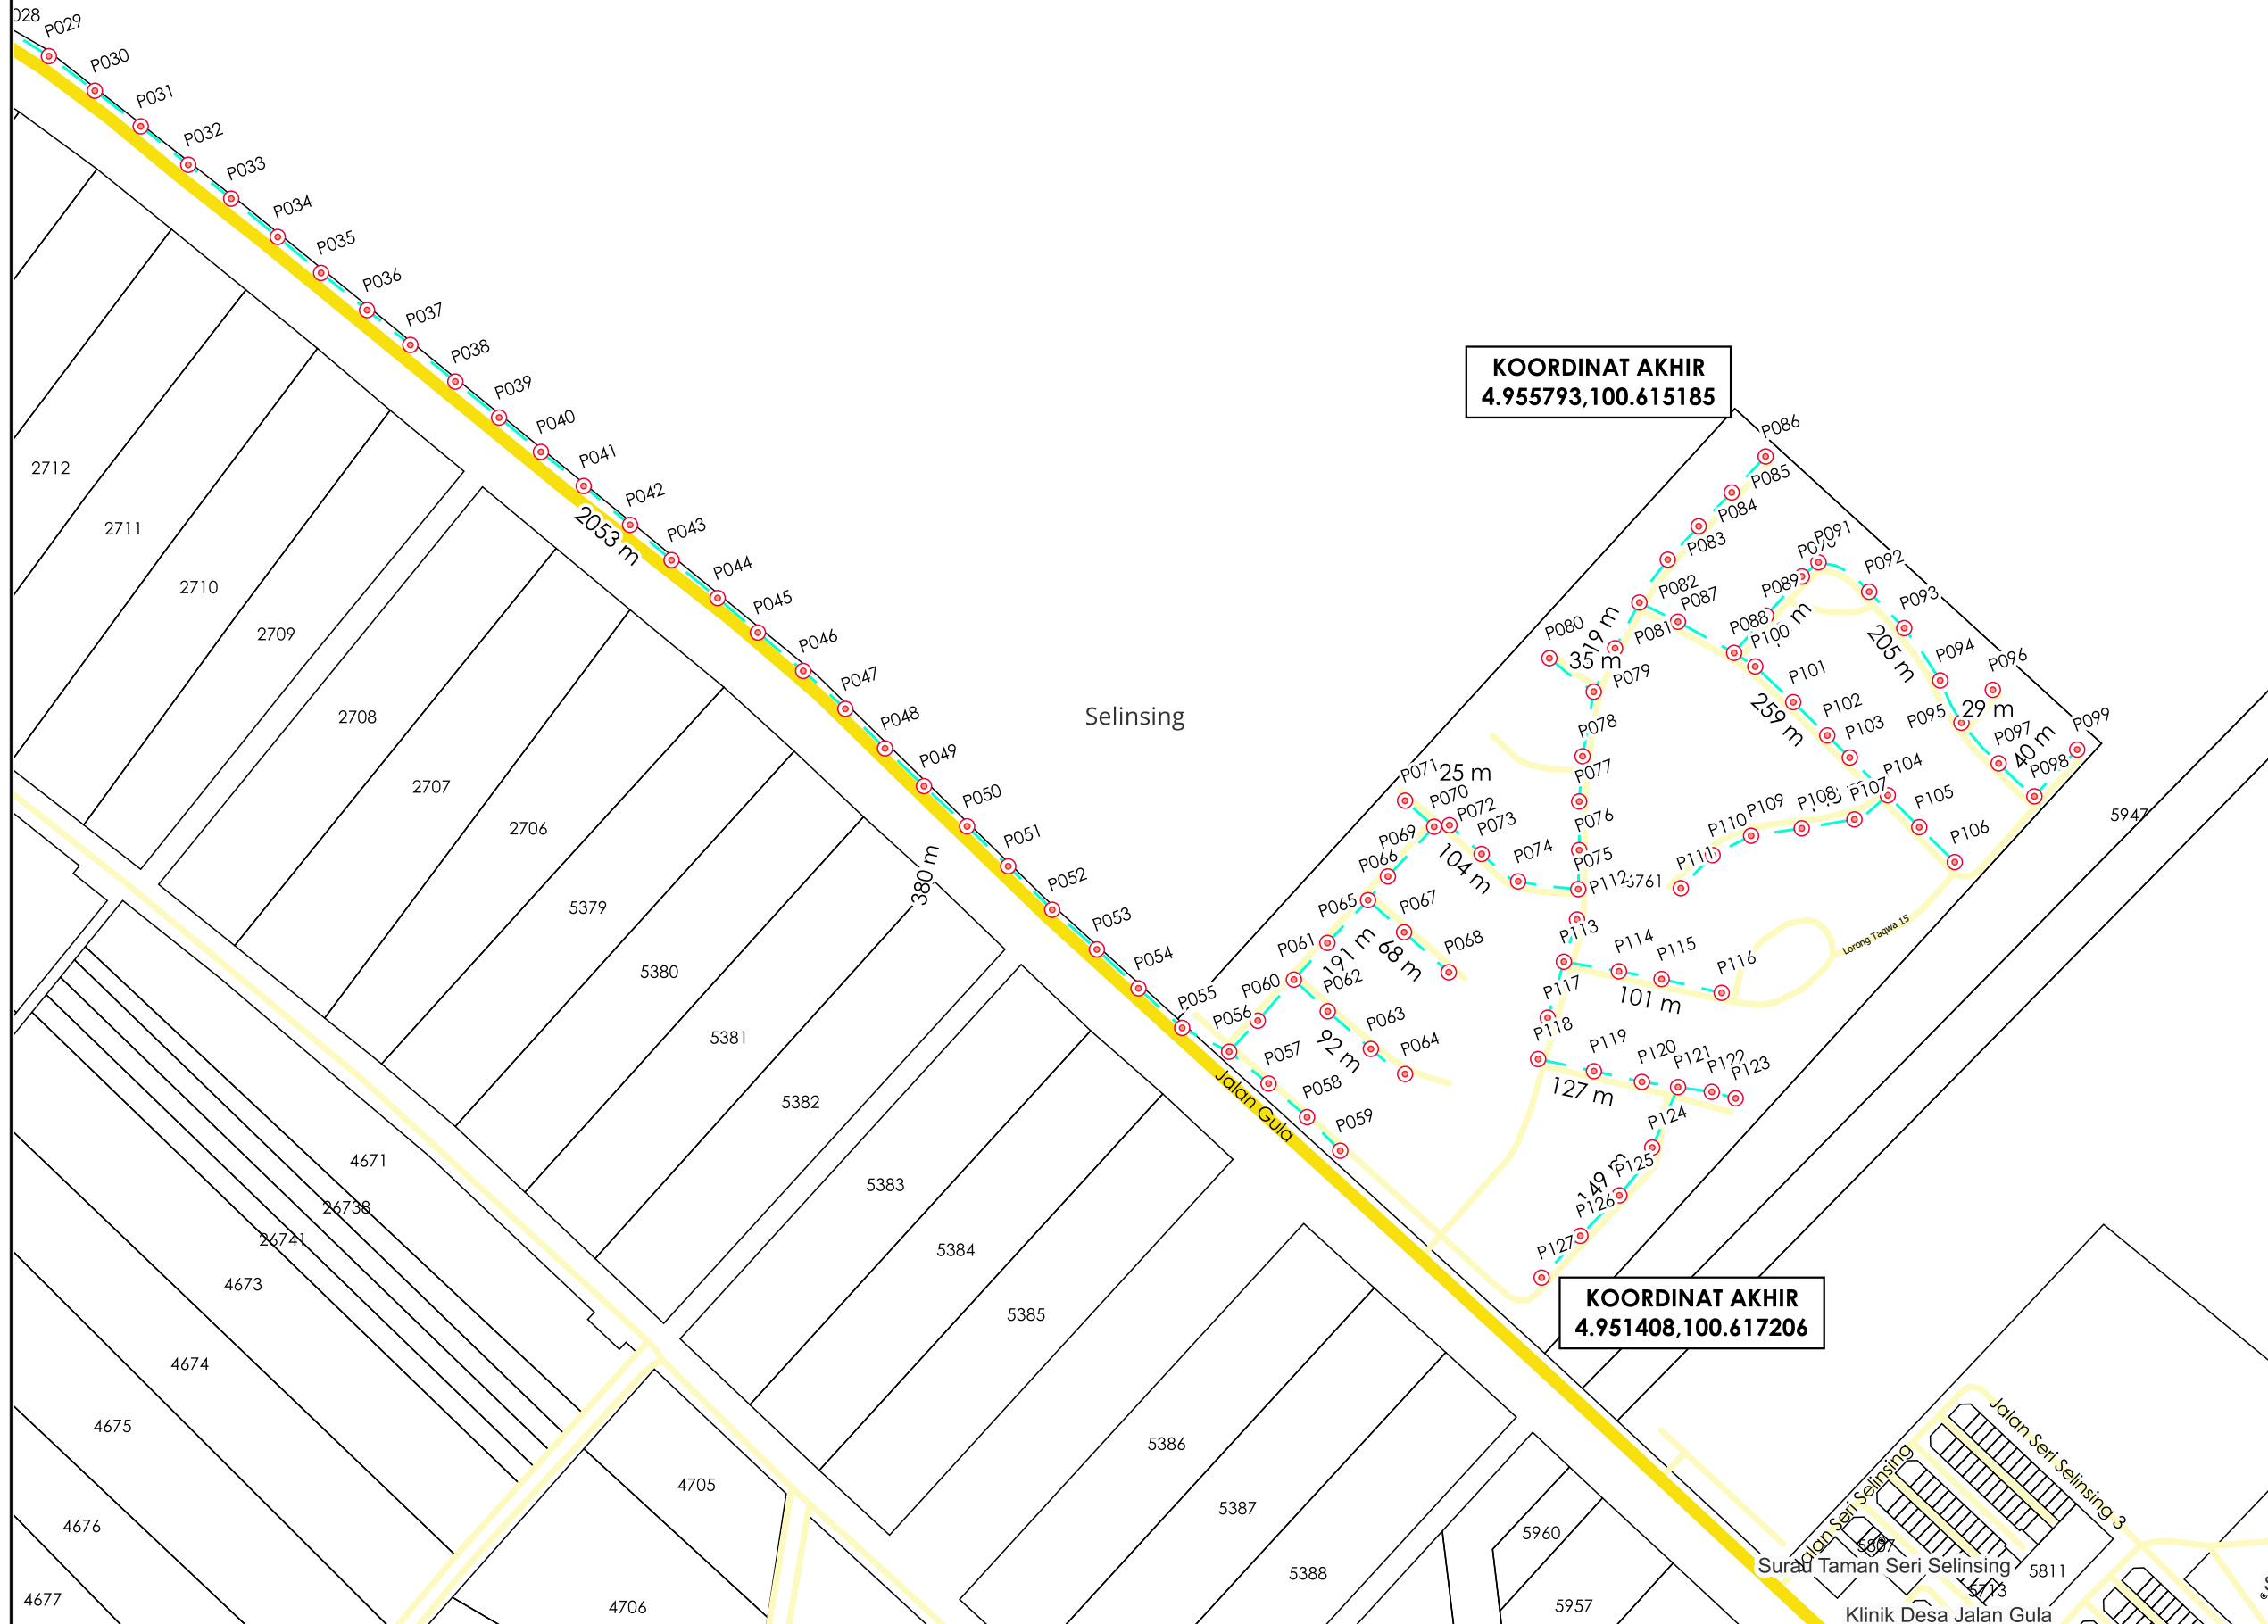 P029
P030
P031
P032
P033
P034
P035
P036
P037
P038
P039
P040
P041
P042
2053 m
P043
P044
P045
P046
P047
P048
P049
P050
P051
P052
P053
P054
P055
380 m
Selinsing
Jalan Gula
KOORDINAT AKHIR
4.955793,100.615185
P086
P085
P084
P083
P082
P081
P080
35 m
P079
P078
P077
P076
P075
P087
P088
P089
P091
P092
P093
P094
P095
P096
P097
P098
P099
205 m
29 m
40 m
P100
P101
P102
P103
259 m
P104
P105
P106
P107
P108
P109
P110
P111
P112
P071
25 m
P070
P072
P073
P074
104 m
P069
P066
P065
P067
P068
68 m
191 m
P061
P060
P062
P063
P064
92 m
P056
P057
P058
P059
P113
P114
P115
P116
101 m
Lorong Taqwa 15
P117
P118
P119
P120
P121
P122
P123
127 m
P124
P125
P126
P127
KOORDINAT AKHIR
4.951408,100.617206
5947
2712
2711
2710
2709
2708
2707
2706
5379
5380
5381
5382
5383
5384
5385
5386
5387
5388
5960
5957
4671
26738
26741
4673
4674
4675
4676
4677
4705
4706
Jalan Seri Selinsing
Jalan Seri Selinsing 3
5807
Surau Taman Seri Selinsing
5811
5713
Klinik Desa Jalan Gula